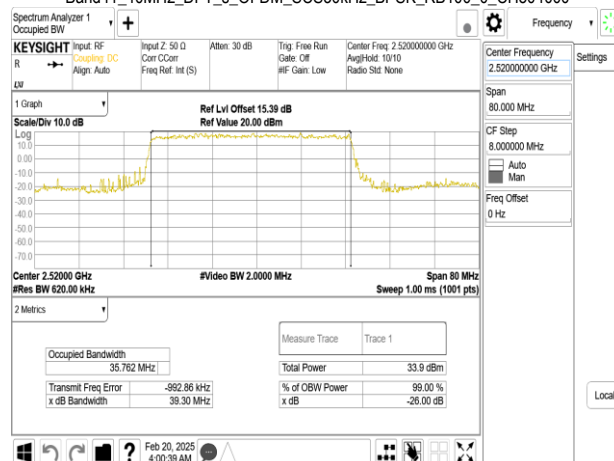 Spectrum Analyzer 1
Occupied BW
KEYSIGHT
R
LXI
Input: RF
Coupling: DC
Align: Auto
Input Z: 50 Ω
Corr CCorr
Freq Ref: Int (S)
Atten: 30 dB
Trig: Free Run
Gate: Off
#IF Gain: Low
Center Freq: 2.520000000 GHz
Avg|Hold: 10/10
Radio Std: None
1 Graph
Scale/Div 10.0 dB
Ref Lvl Offset 15.39 dB
Ref Value 20.00 dBm
Log
10.0
0.00
-10.0
-20.0
-30.0
-40.0
-50.0
-60.0
-70.0
Center 2.52000 GHz
#Video BW 2.0000 MHz
Span 80 MHz
#Res BW 620.00 kHz
Sweep 1.00 ms (1001 pts)
2 Metrics
Measure Trace Trace 1
Occupied Bandwidth
35.762 MHz
Total Power 33.9 dBm
Transmit Freq Error -992.86 kHz
% of OBW Power 99.00 %
x dB Bandwidth 39.30 MHz
x dB -26.00 dB
Feb 20, 2025
4:00:39 AM
Frequency
Center Frequency
2.520000000 GHz
Settings
Span
80.000 MHz
CF Step
8.000000 MHz
Auto
Man
Freq Offset
0 Hz
Local